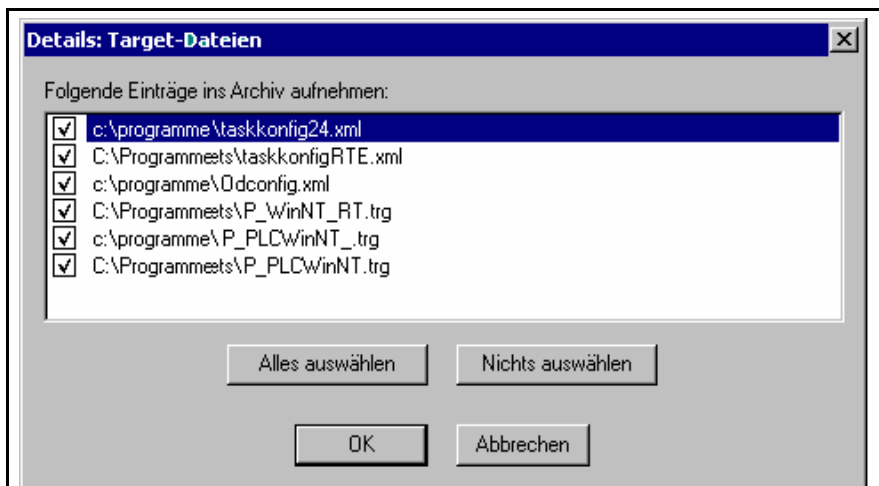 Details: Target-Dateien
Folgende Einträge ins Archiv aufnehmen:
c:\programme\taskkonfig24.xml
C:\Programmeets\taskkonfigRTE.xml
c:\programme\Odconfig.xml
C:\Programmeets\P_WinNT_RT.trg
c:\programme\P_PLCWinNT_.trg
C:\Programmeets\P_PLCWinNT.trg
Alles auswählen Nichts auswählen
OK Abbrechen